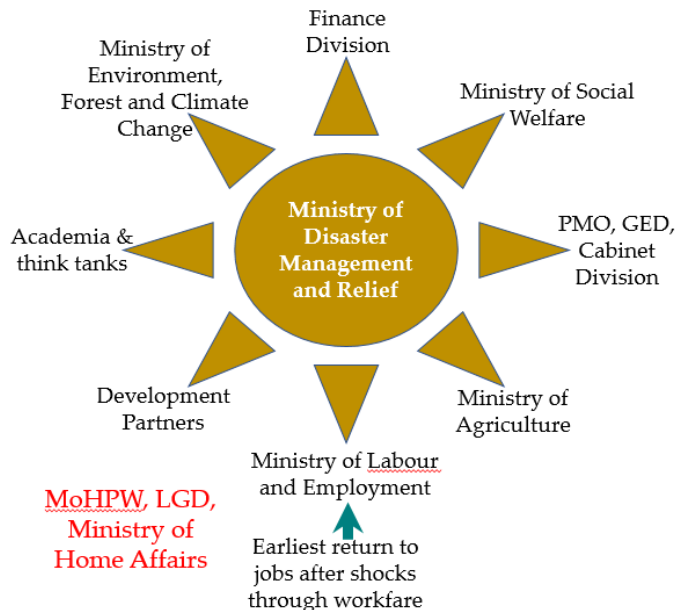 Finance
Division
Ministry of
Environment,
Forest and Climate
Change
Ministry of Social
Welfare
Ministry of
Disaster
Management
and Relief
Academia &
think tanks
PMO, GED,
Cabinet
Division
Development
Partners
Ministry of
Agriculture
Ministry of Labour
and Employment
MoHPW, LGD,
Ministry of
Home Affairs
Earliest return to
jobs after shocks
through workfare